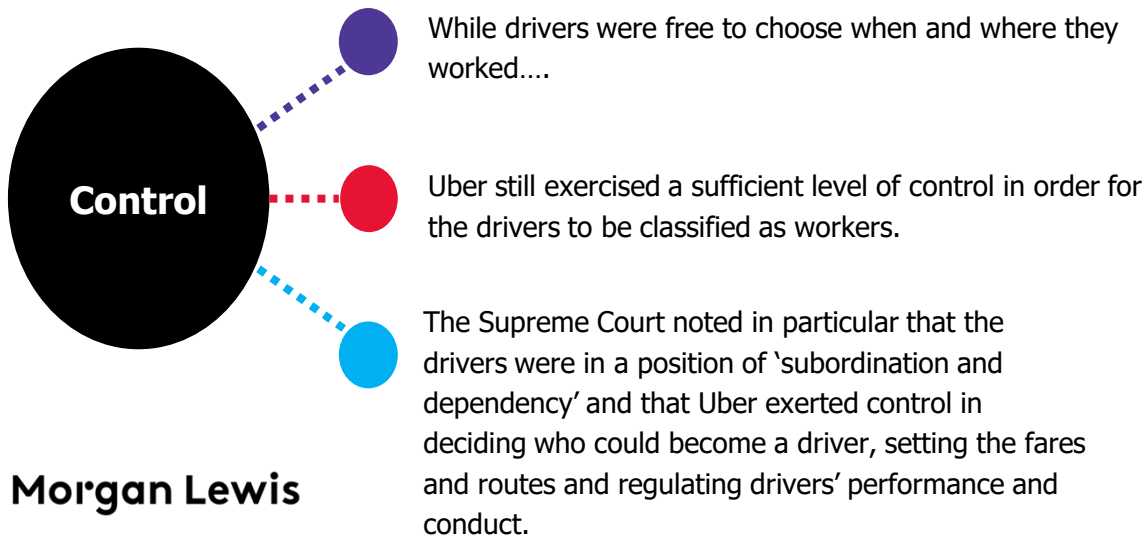 While drivers were free to choose when and where they
worked….
Control
Uber still exercised a sufficient level of control in order for
the drivers to be classified as workers.
The Supreme Court noted in particular that the
drivers were in a position of ‘subordination and
dependency’ and that Uber exerted control in
deciding who could become a driver, setting the fares
and routes and regulating drivers’ performance and
conduct.
Morgan Lewis